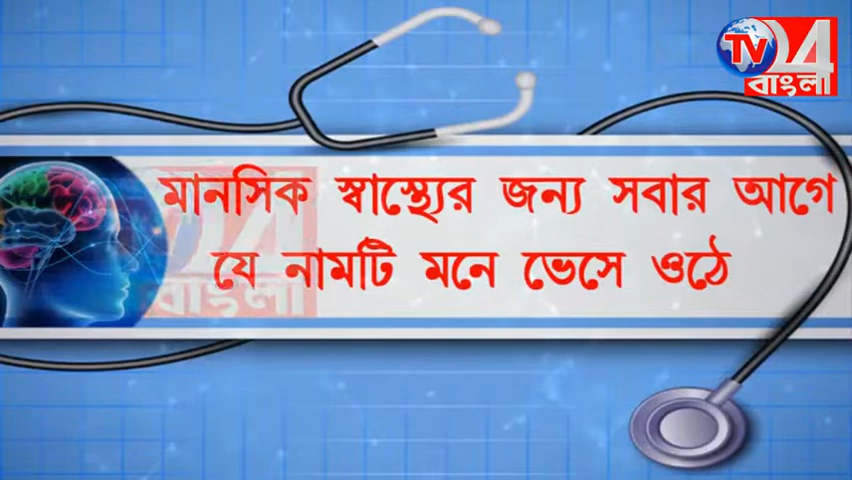 TV 24
বাংলা
মানসিক স্বাস্থ্যের জন্য সবার আগে
যে নামটি মনে ভেসে ওঠে
24
বাংলা